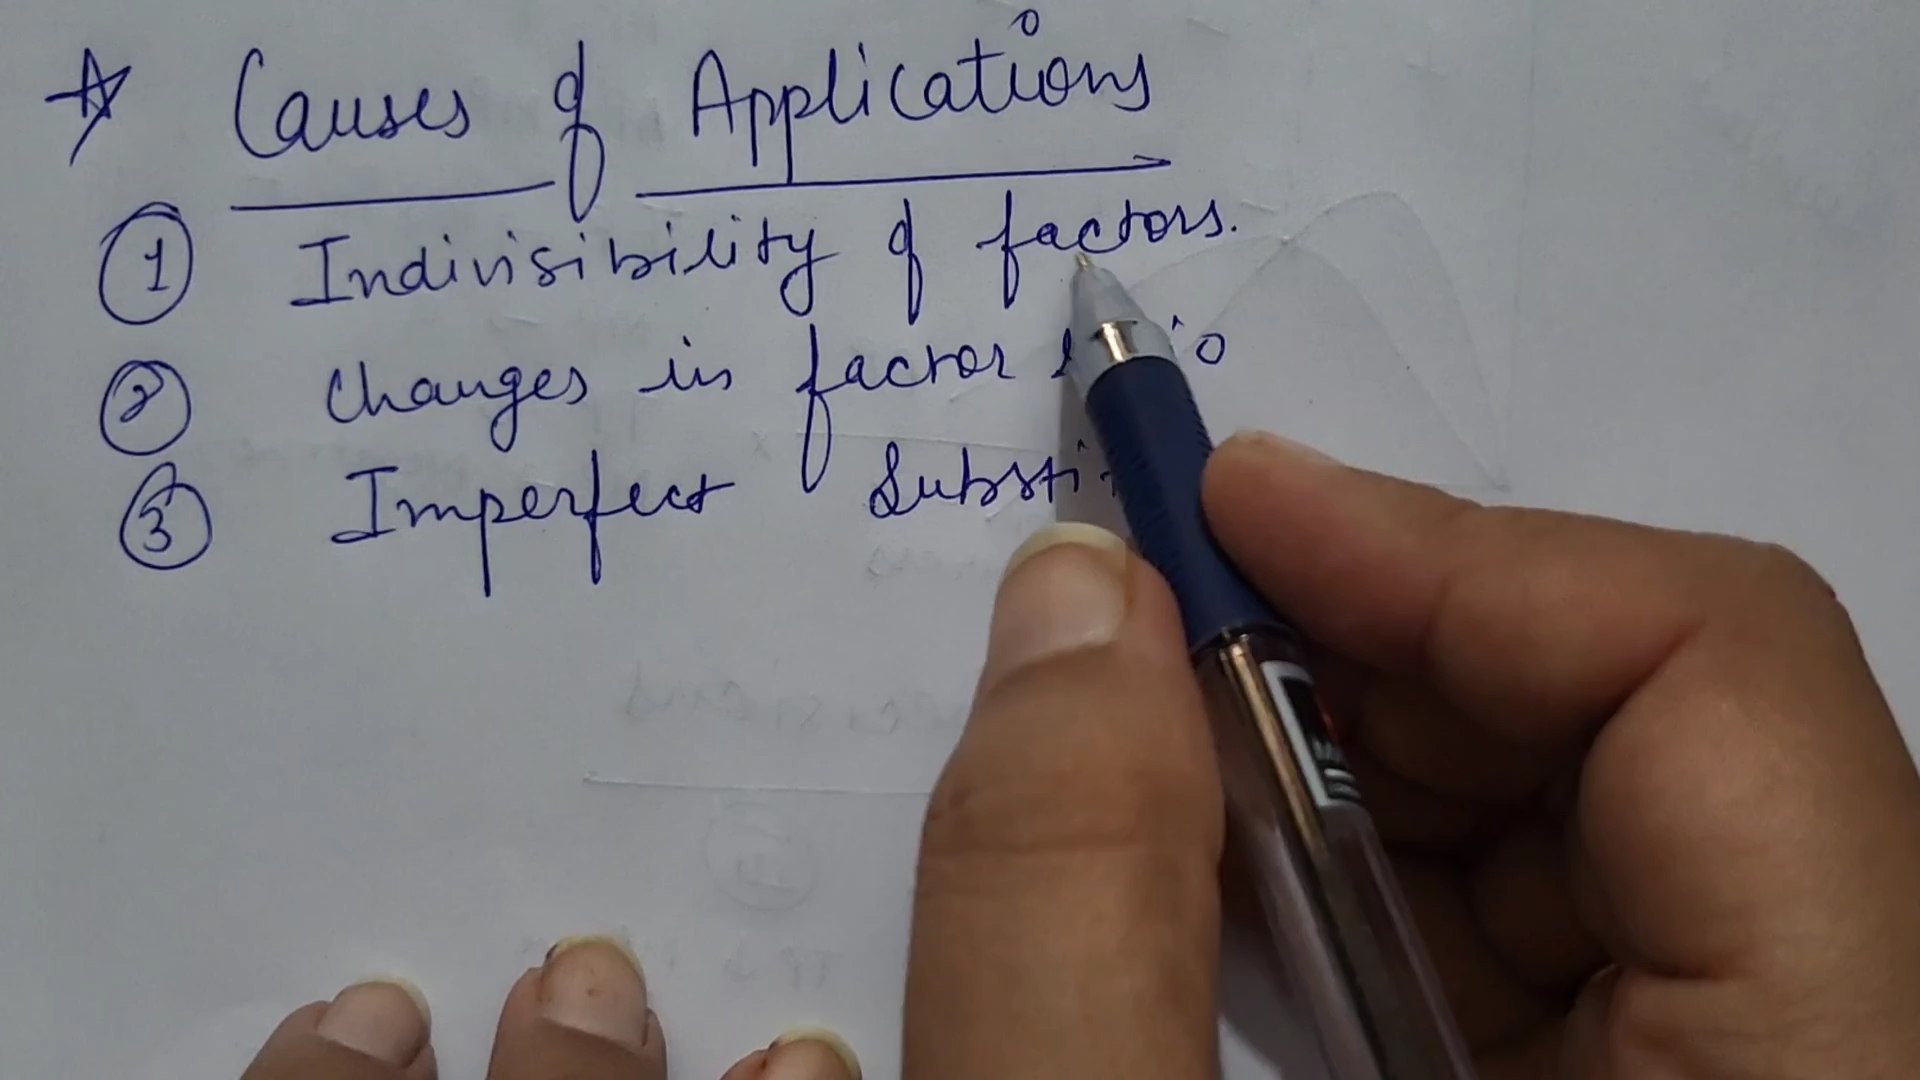 Causes of Applications
1 Indivisibility of factors.
2 Changes in factor
3 Imperfect